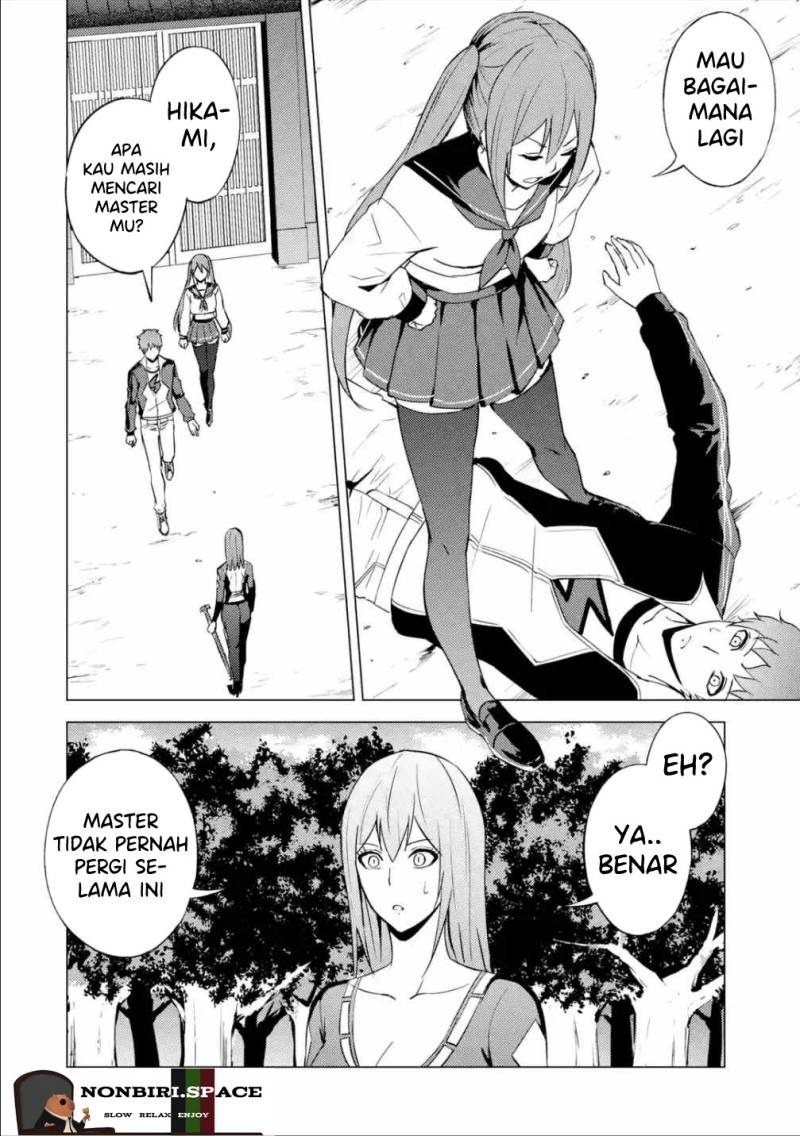 MAU
BAGAI-
MANA
LAGI
HIKA-
MI,
APA
KAU MASIH
MENCARI
MASTER
MU?
EH?
YA..
BENAR
MASTER
TIDAK PERNAH
PERGI SE-
LAMA INI
NONBIRI.SPACE
SLOW RELAX ENJOY